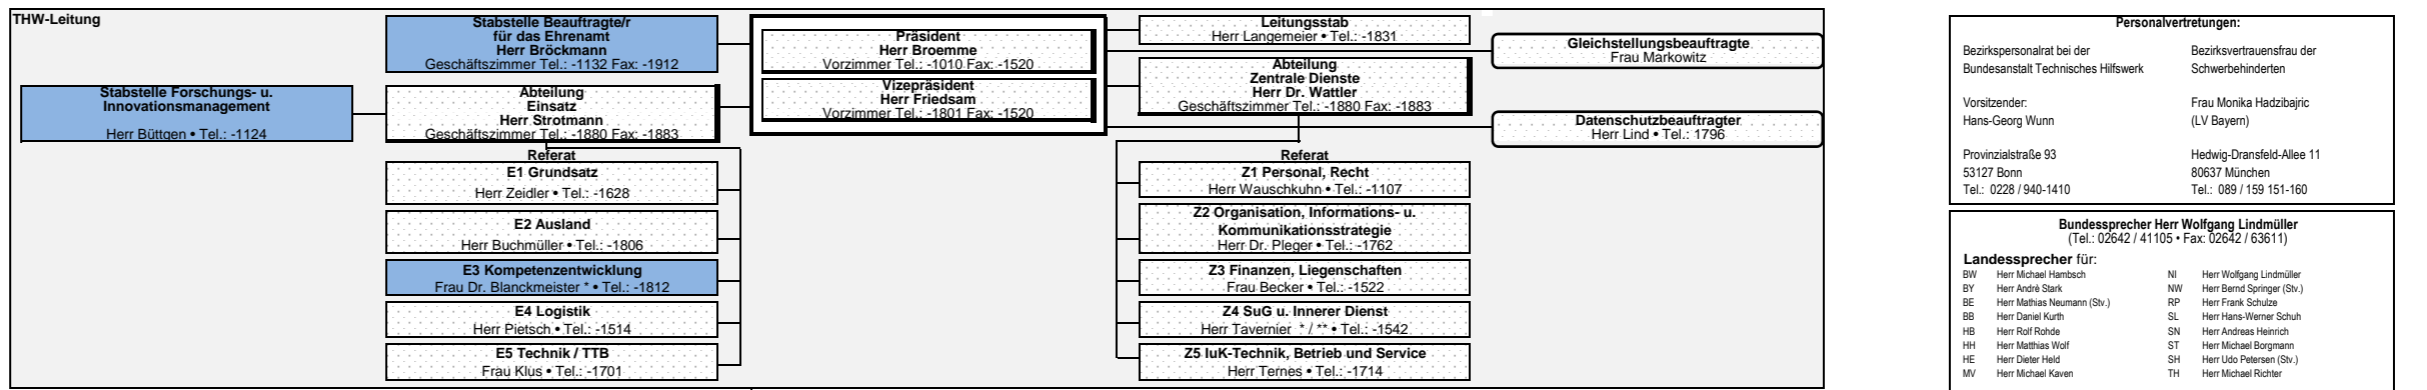 THW-Leitung
Stabstelle Beauftragte/r
für das Ehrenamt
Herr Bröckmann
Geschäftszimmer Tel.: -1132 Fax: -1912
Stabstelle Forschungs- u.
Innovationsmanagement
Herr Büttgen • Tel.: -1124
Abteilung
Einsatz
Herr Strotmann
Geschäftszimmer Tel.: -1880 Fax: -1883
Präsident
Herr Broemme
Vorzimmer Tel.: -1010 Fax: -1520
Vizepräsident
Herr Friedsam
Vorzimmer Tel.: -1801 Fax: -1520
Leitungsstab
Herr Langemeier • Tel.: -1831
Abteilung
Zentrale Dienste
Herr Dr. Wattler
Geschäftszimmer Tel.: -1880 Fax: -1883
Gleichstellungsbeauftragte
Frau Markowitz
Datenschutzbeauftragter
Herr Lind • Tel.: 1796
Referat
E1 Grundsatz
Herr Zeidler • Tel.: -1628
E2 Ausland
Herr Buchmüller • Tel.: -1806
E3 Kompetenzentwicklung
Frau Dr. Blanckmeister * • Tel.: -1812
E4 Logistik
Herr Pietsch • Tel.: -1514
E5 Technik / TTB
Frau Klus • Tel.: -1701
Referat
Z1 Personal, Recht
Herr Wauschkuhn • Tel.: -1107
Z2 Organisation, Informations- u.
Kommunikationsstrategie
Herr Dr. Pleger • Tel.: -1762
Z3 Finanzen, Liegenschaften
Frau Becker • Tel.: -1522
Z4 SuG u. Innerer Dienst
Herr Tavernier * / ** • Tel.: -1542
Z5 IuK-Technik, Betrieb und Service
Herr Ternes • Tel.: -1714
Personalvertretungen:
Bezirkspersonalrat bei der
Bundesanstalt Technisches Hilfswerk
Vorsitzender:
Hans-Georg Wunn
Provinzialstraße 93
53127 Bonn
Tel.: 0228 / 940-1410
Bezirksvertrauensfrau der
Schwerbehinderten
Frau Monika Hadzibajric
(LV Bayern)
Hedwig-Dransfeld-Allee 11
80637 München
Tel.: 089 / 159 151-160
Bundessprecher Herr Wolfgang Lindmüller
(Tel.: 02642 / 41105 • Fax: 02642 / 63611)
Landessprecher für:
BW Herr Michael Hambsch
BY Herr Andrè Stark
BE Herr Mathias Neumann (Stv.)
BB Herr Daniel Kurth
HB Herr Rolf Rohde
HH Herr Matthias Wolf
HE Herr Dieter Held
MV Herr Michael Kaven
NI Herr Wolfgang Lindmüller
NW Herr Bernd Springer (Stv.)
RP Herr Frank Schulze
SL Herr Hans-Werner Schuh
SN Herr Andreas Heinrich
ST Herr Michael Borgmann
SH Herr Udo Petersen (Stv.)
TH Herr Michael Richter